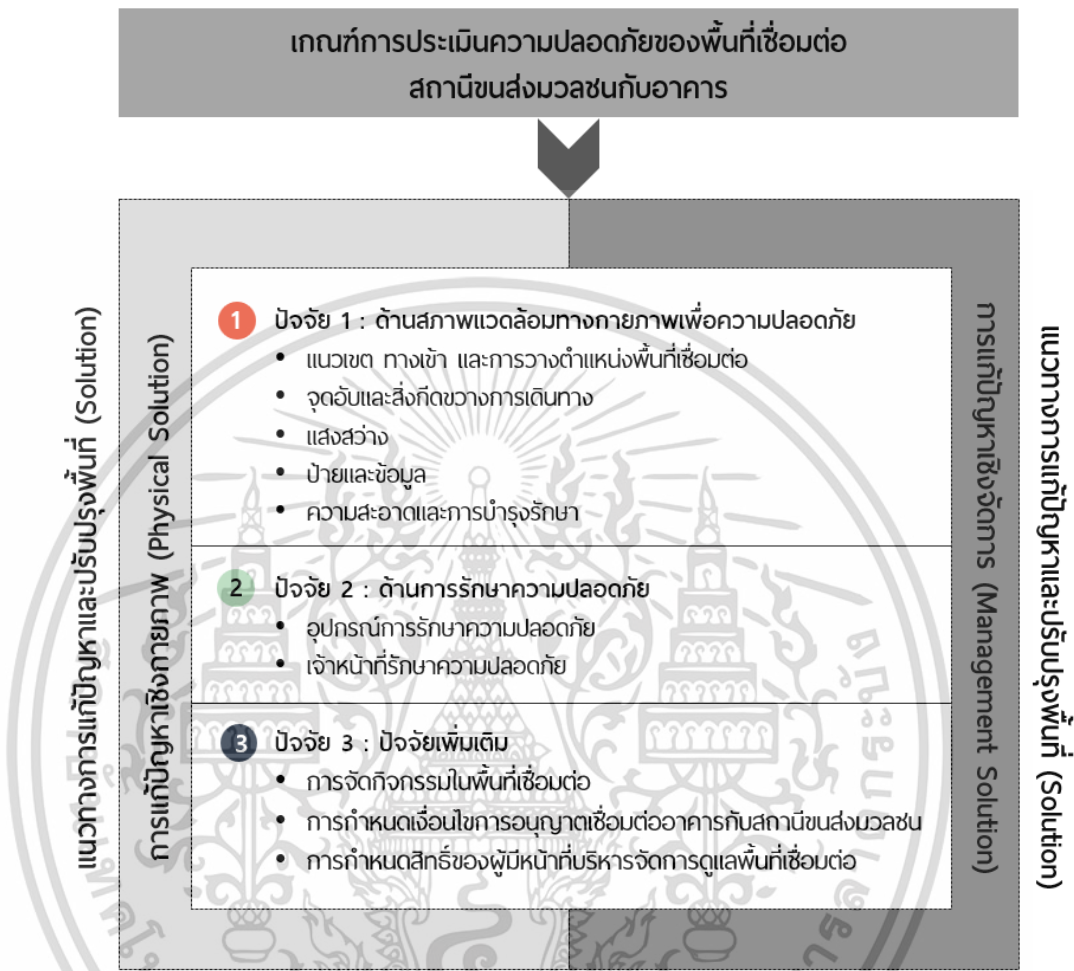 เกณฑ์การประเมินความปลอดภัยของพื้นที่เชื่อมต่อ
สถานีขนส่งมวลชนกับอาคาร
แนวทางการแก้ปัญหาและปรับปรุงพื้นที่ (Solution)
การแก้ปัญหาเชิงกายภาพ (Physical Solution)
1 ปัจจัย 1 : ด้านสภาพแวดล้อมทางกายภาพเพื่อความปลอดภัย
• แนวเขต ทางเข้า และการวางตำแหน่งพื้นที่เชื่อมต่อ
• จุดอับและสิ่งกีดขวางการเดินทาง
• แสงสว่าง
• ป้ายและข้อมูล
• ความสะอาดและการบำรุงรักษา
2 ปัจจัย 2 : ด้านการรักษาความปลอดภัย
• อุปกรณ์การรักษาความปลอดภัย
• เจ้าหน้าที่รักษาความปลอดภัย
3 ปัจจัย 3 : ปัจจัยเพิ่มเติม
• การจัดกิจกรรมในพื้นที่เชื่อมต่อ
• การกำหนดเงื่อนไขการอนุญาตเชื่อมต่ออาคารกับสถานีขนส่งมวลชน
• การกำหนดสิทธิ์ของผู้มีหน้าที่บริหารจัดการดูแลพื้นที่เชื่อมต่อ
การแก้ปัญหาเชิงจัดการ (Management Solution)
แนวทางการแก้ปัญหาและปรับปรุงพื้นที่ (Solution)